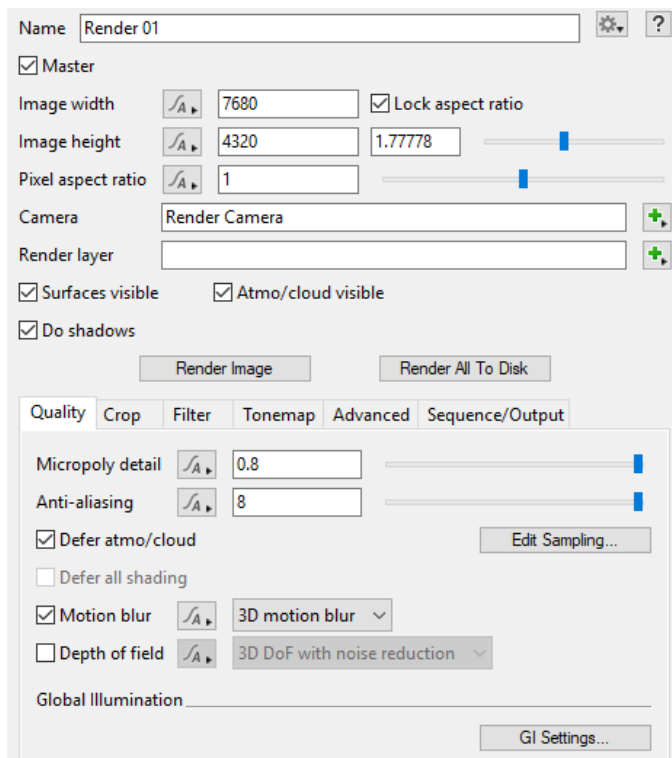 Name Render 01 ?
Master
Image width A 7680 Lock aspect ratio
Image height A 4320 1.77778
Pixel aspect ratio A 1
Camera Render Camera
Render layer
Surfaces visible Atmo/cloud visible
Do shadows
Render Image Render All To Disk
Quality Crop Filter Tonemap Advanced Sequence/Output
Micropoly detail A 0.8
Anti-aliasing A 8
Defer atmo/cloud Edit Sampling...
Defer all shading
Motion blur A 3D motion blur
Depth of field A 3D DoF with noise reduction
Global Illumination
GI Settings...